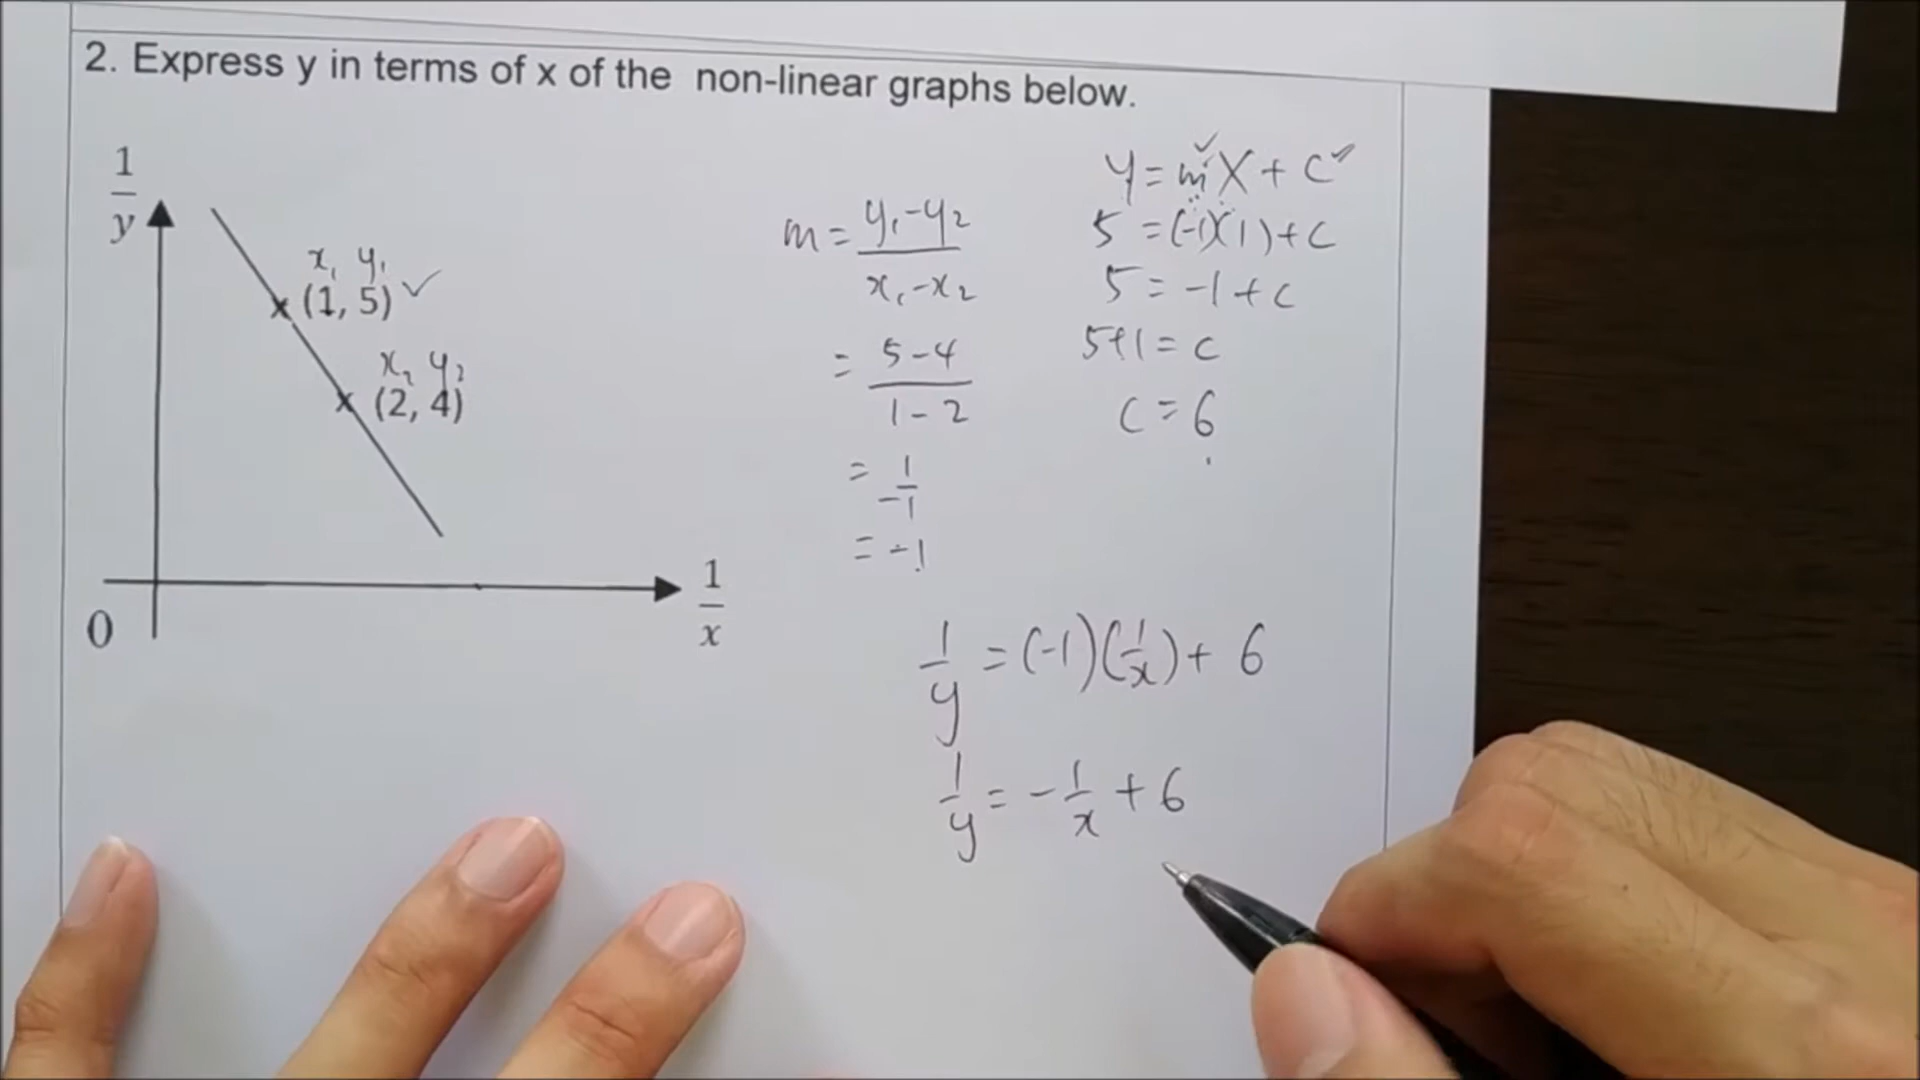 2. Express y in terms of x of the non-linear graphs below.
1/y
x₁ y₁
(1, 5) ✓
x₂ y₂
(2, 4)
0
1/x
m = (y₁-y₂)/(x₁-x₂)
= (5-4)/(1-2)
= 1/-1
= -1
Y = mX + c
5 = (-1)(1) + c
5 = -1 + c
5+1 = c
c = 6
1/y = (-1)(1/x) + 6
1/y = -1/x + 6